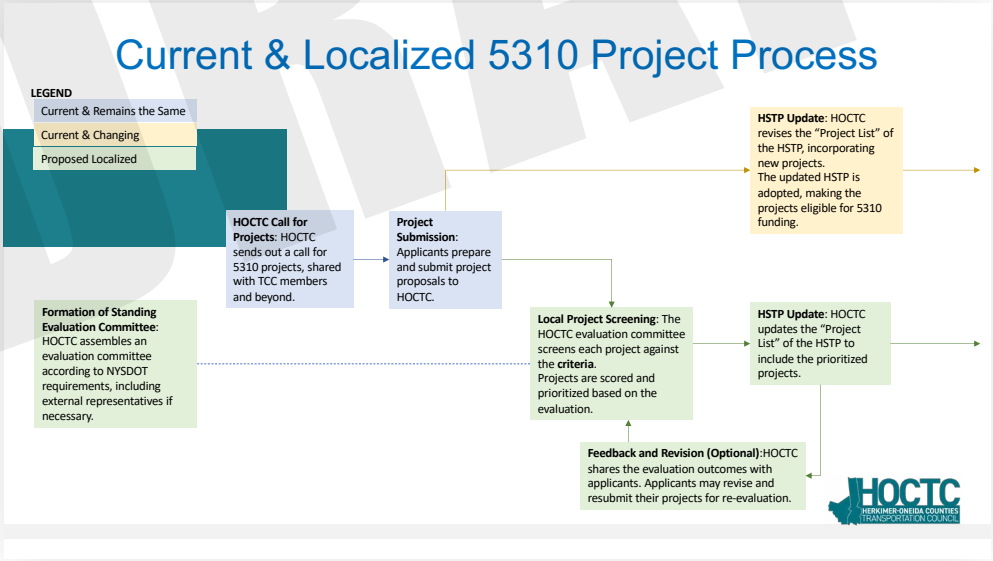 Current & Localized 5310 Project Process
LEGEND
Current & Remains the Same
Current & Changing
Proposed Localized
HSTP Update: HOCTC
revises the “Project List” of
the HSTP, incorporating
new projects.
The updated HSTP is
adopted, making the
projects eligible for 5310
funding.
HOCTC Call for
Projects: HOCTC
sends out a call for
5310 projects, shared
with TCC members
and beyond.
Project
Submission:
Applicants prepare
and submit project
proposals to
HOCTC.
Formation of Standing
Evaluation Committee:
HOCTC assembles an
evaluation committee
according to NYSDOT
requirements, including
external representatives if
necessary.
Local Project Screening: The
HOCTC evaluation committee
screens each project against
the criteria.
Projects are scored and
prioritized based on the
evaluation.
HSTP Update: HOCTC
updates the “Project
List” of the HSTP to
include the prioritized
projects.
Feedback and Revision (Optional):HOCTC
shares the evaluation outcomes with
applicants. Applicants may revise and
resubmit their projects for re-evaluation.
HOCTC
HERKIMER-ONEIDA COUNTIES
TRANSPORTATION COUNCIL